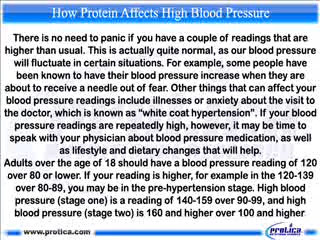 How Protein Affects High Blood Pressure
There is no need to panic if you have a couple of readings that are
higher than usual. This is actually quite normal, as our blood pressure
will fluctuate in certain situations. For example, some people have
been known to have their blood pressure increase when they are
about to receive a needle out of fear. Other things that can affect your
blood pressure readings include illnesses or anxiety about the visit to
the doctor, which is known as “white coat hypertension”. If your blood
pressure readings are repeatedly high, however, it may be time to
speak with your physician about blood pressure medication, as well
as lifestyle and dietary changes that will help.
Adults over the age of 18 should have a blood pressure reading of 120
over 80 or lower. If your reading is higher, for example in the 120-139
over 80-89, you may be in the pre-hypertension stage. High blood
pressure (stage one) is a reading of 140-159 over 90-99, and high
blood pressure (stage two) is 160 and higher over 100 and higher
www.protica.com
protica